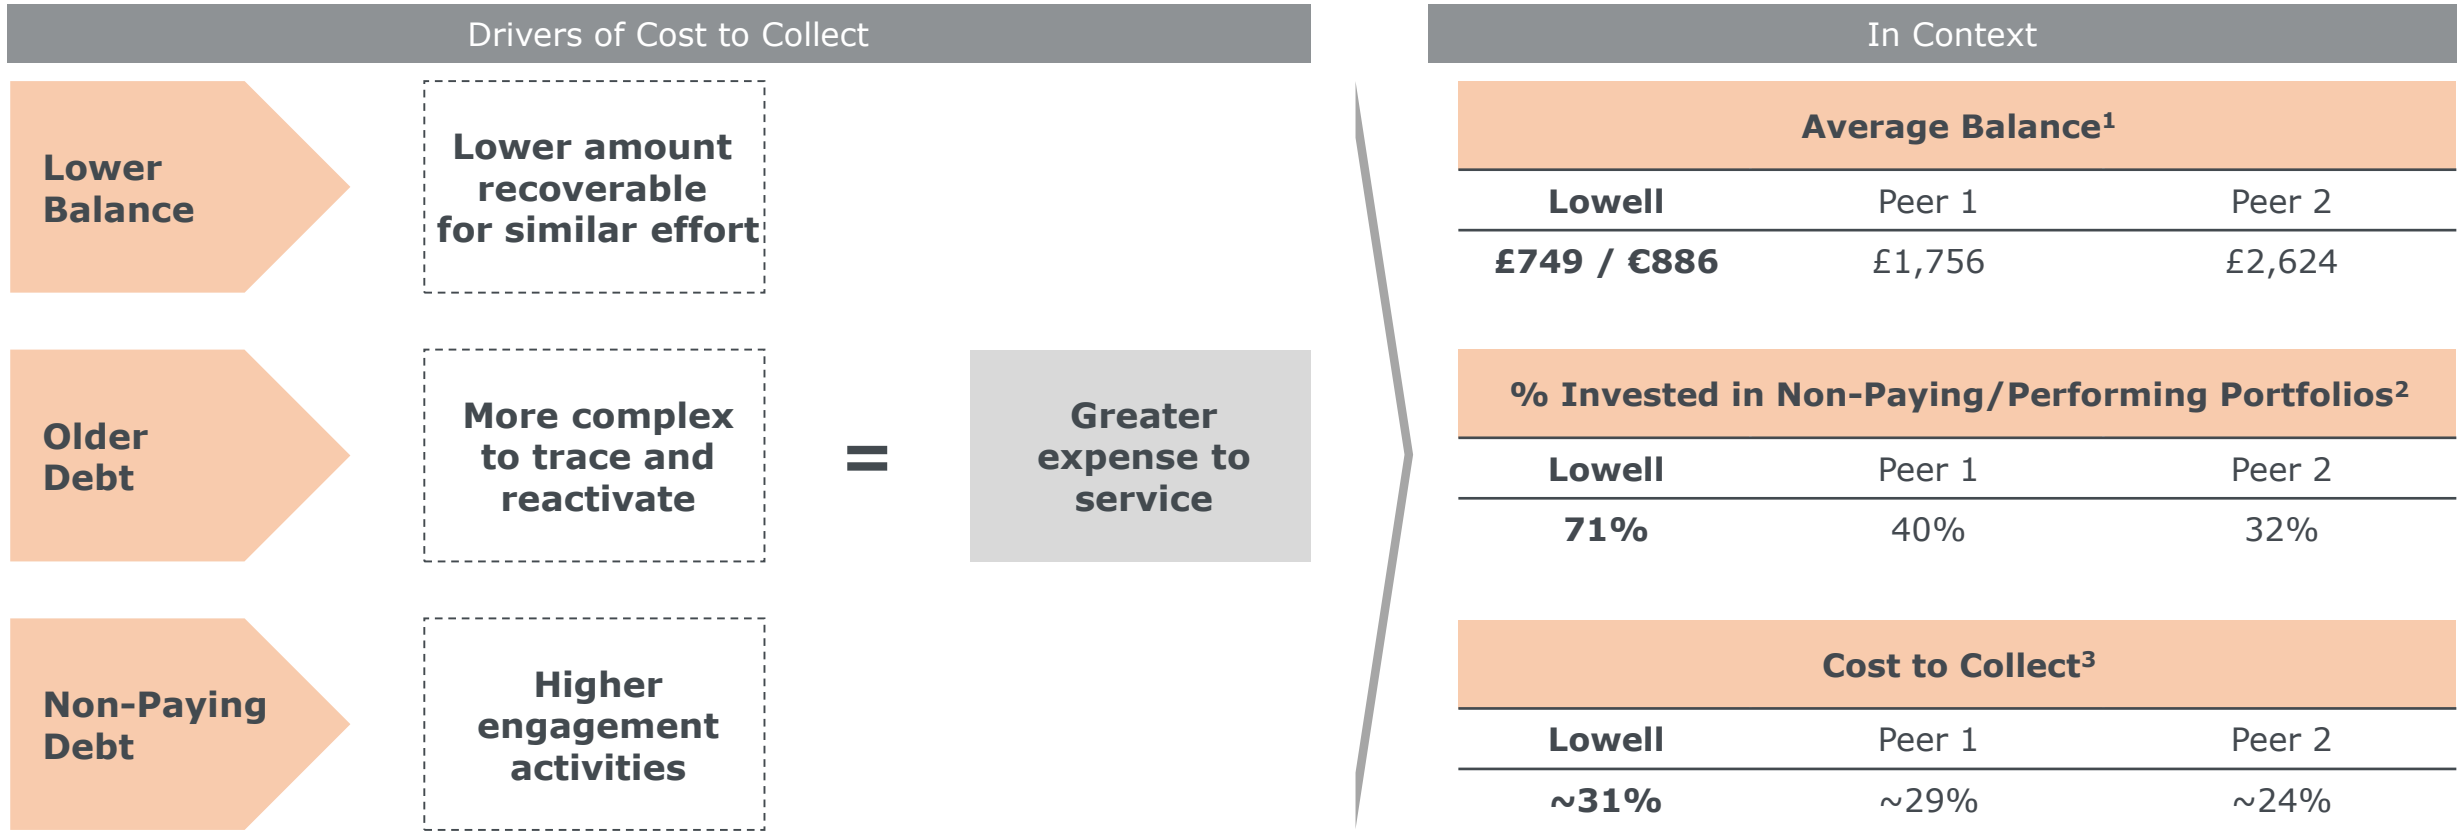 Drivers of Cost to Collect
Lower
Balance
Lower amount
recoverable
for similar effort
Older
Debt
More complex
to trace and
reactivate
=
Greater
expense to
service
Non-Paying
Debt
Higher
engagement
activities
In Context
Average Balance¹
Lowell Peer 1 Peer 2
£749 / €886 £1,756 £2,624
% Invested in Non-Paying/Performing Portfolios²
Lowell Peer 1 Peer 2
71% 40% 32%
Cost to Collect³
Lowell Peer 1 Peer 2
~31% ~29% ~24%